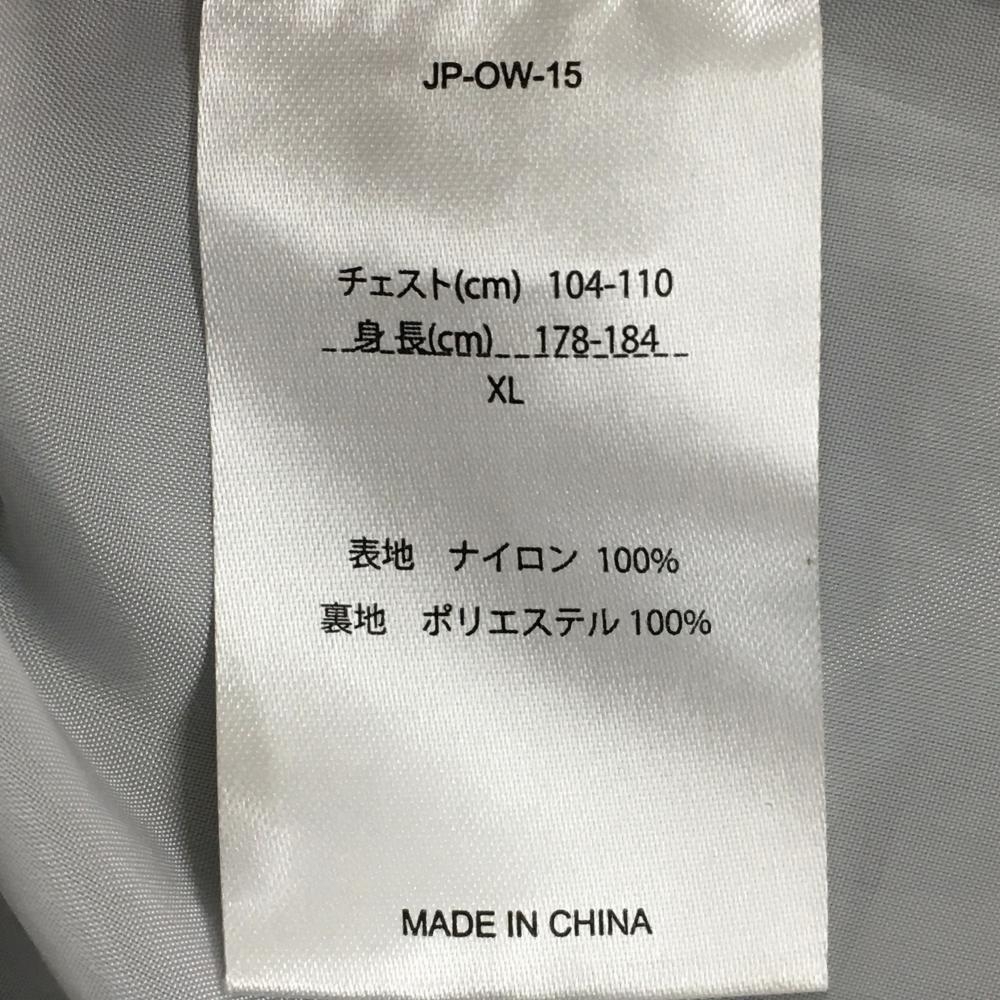 JP-OW-15
チェスト(cm) 104-110
身長(cm) 178-184
XL
表地 ナイロン 100%
裏地 ポリエステル 100%
MADE IN CHINA